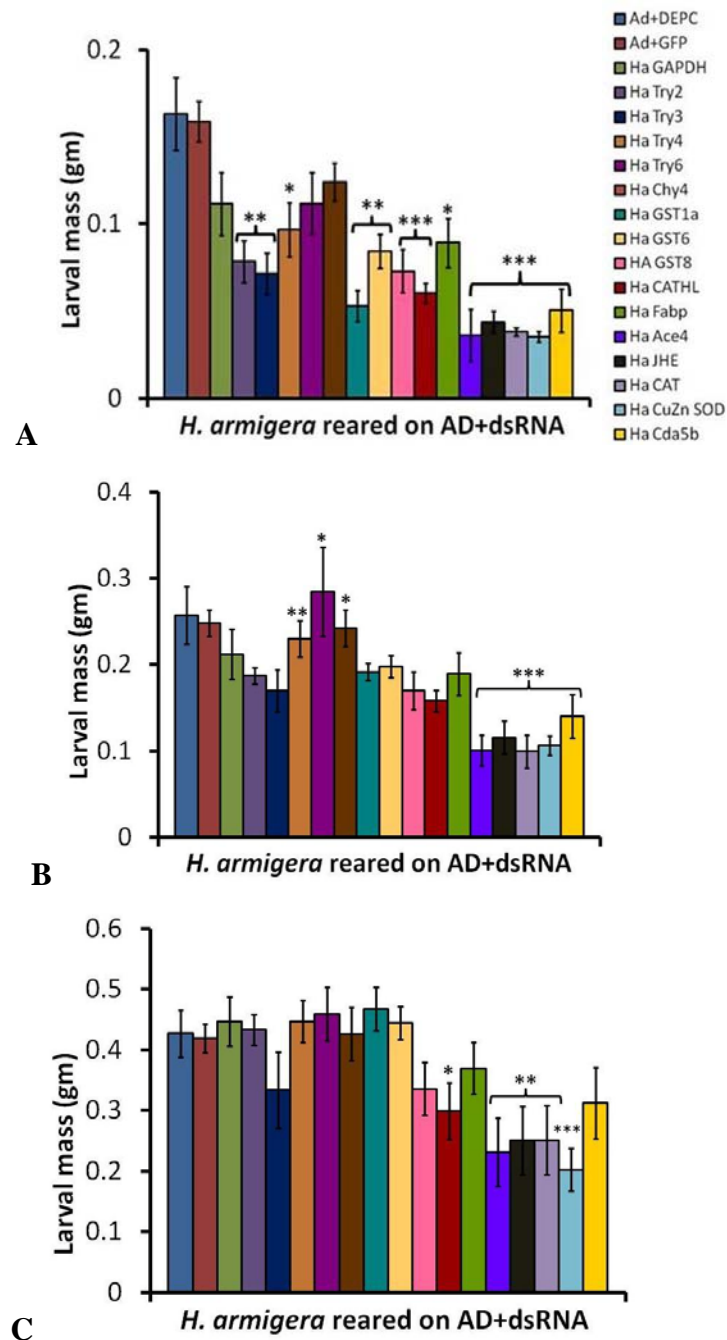 0.2
0.1
0
Larval mass (gm)
**
*
**
***
*
***
H. armigera reared on AD+dsRNA
A
Ad+DEPC
Ad+GFP
Ha GAPDH
Ha Try2
Ha Try3
Ha Try4
Ha Try6
Ha Chy4
Ha GST1a
Ha GST6
HA GST8
Ha CATHL
Ha Fabp
Ha Ace4
Ha JHE
Ha CAT
Ha CuZn SOD
Ha Cda5b
0.4
0.3
0.2
0.1
0
Larval mass (gm)
**
*
*
***
H. armigera reared on AD+dsRNA
B
0.6
0.5
0.4
0.3
0.2
0.1
0
Larval mass (gm)
*
**
***
H. armigera reared on AD+dsRNA
C